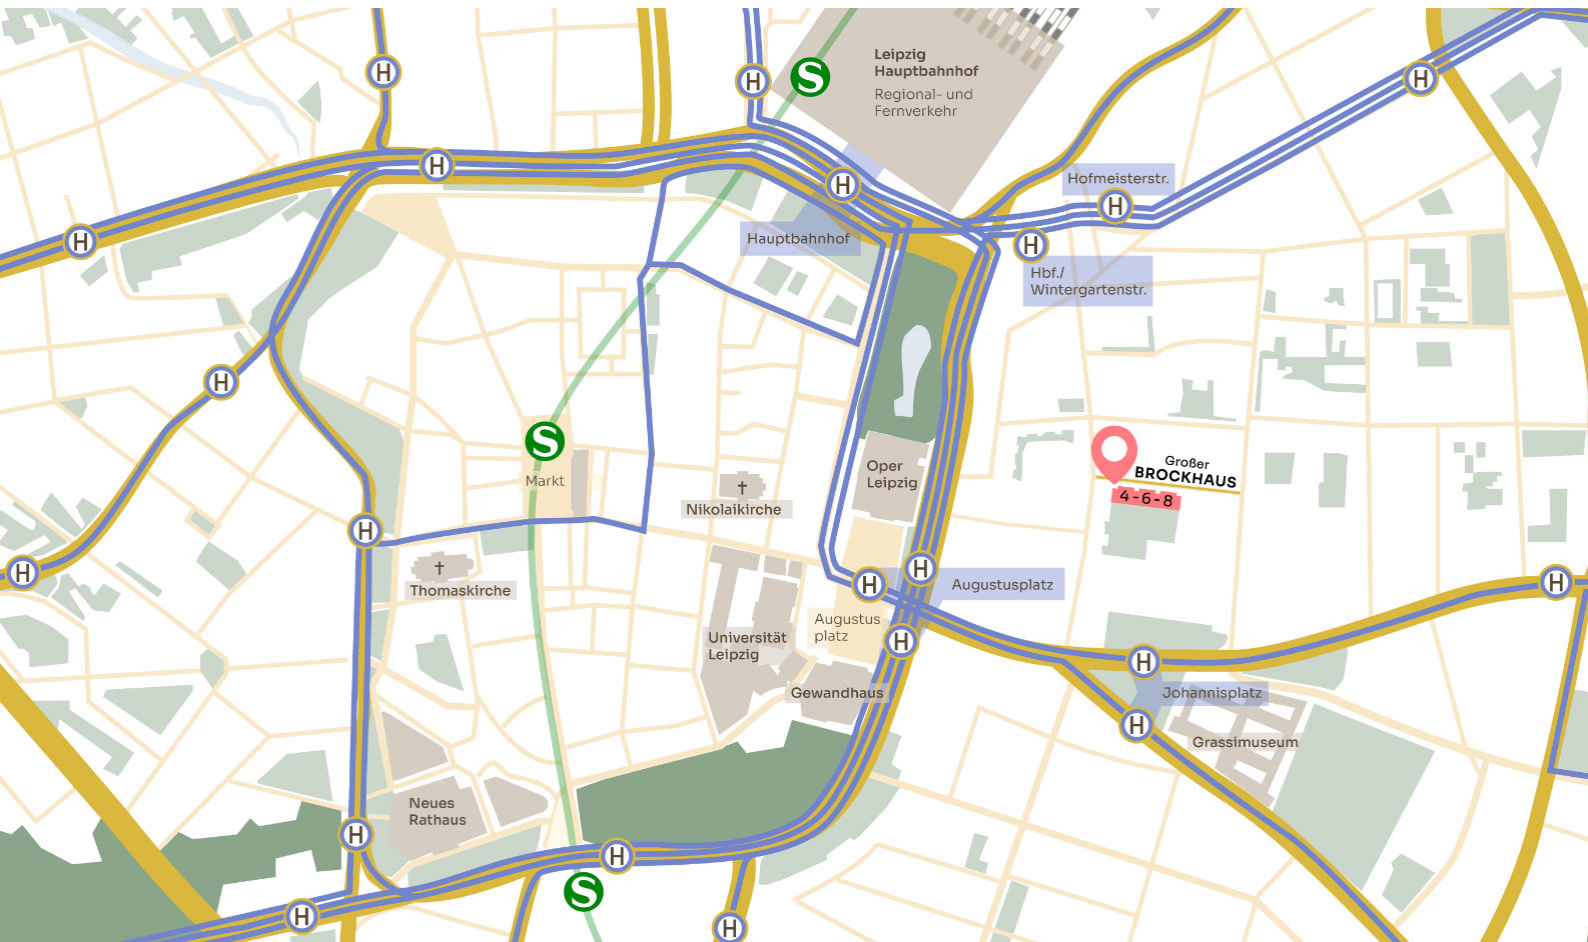 H
H
H
S
Leipzig
Hauptbahnhof
Regional- und
Fernverkehr
H
H
H
Hofmeisterstr.
H
H
Hauptbahnhof
H
Hbf./
Wintergartenstr.
H
S
Markt
Oper
Leipzig
Großer
BROCKHAUS
4-6-8
✝
Nikolaikirche
H
✝
Thomaskirche
H
H
H
Augustusplatz
H
Augustus
platz
H
Universität
Leipzig
Gewandhaus
H
Johannisplatz
H
Grassimuseum
Neues
Rathaus
H
H
S
H
H